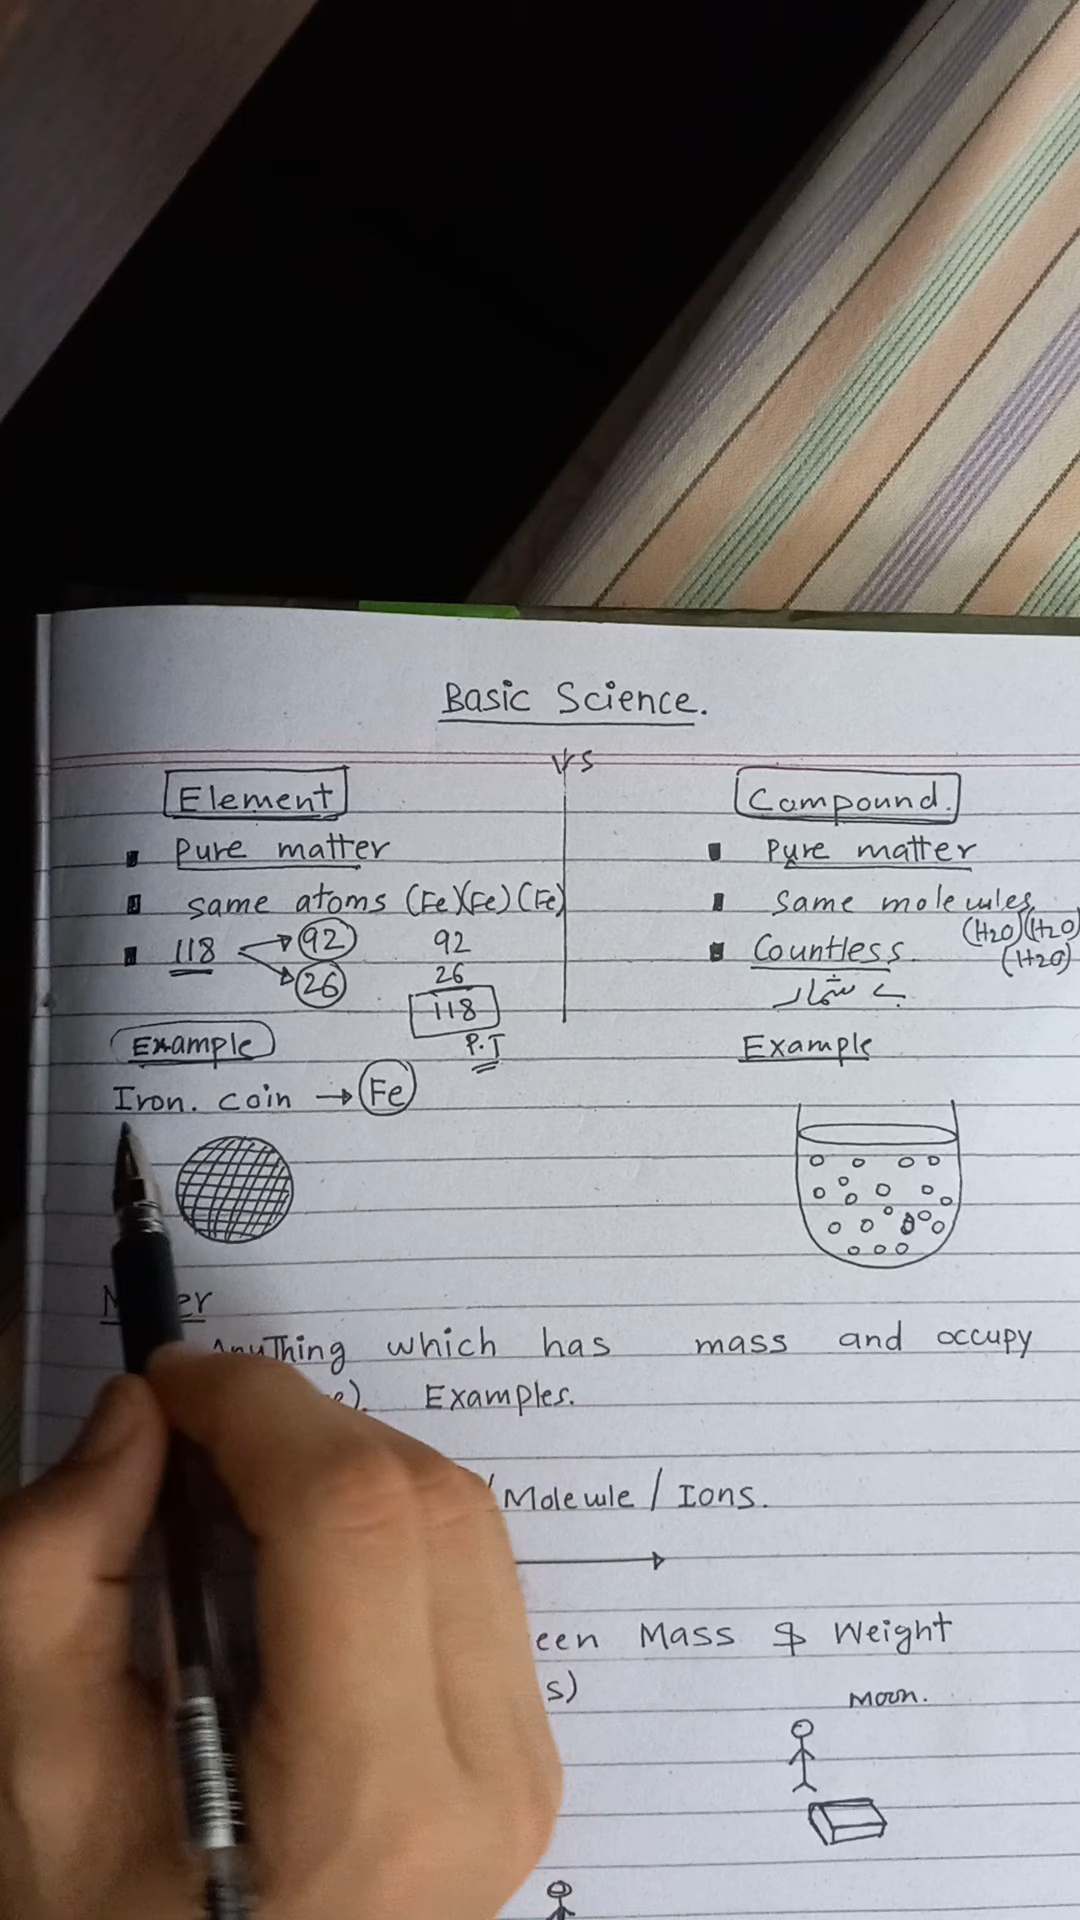 Basic Science.
VS
Element
Pure matter
same atoms (Fe)(Fe)(Fe)
118 92
26
92
26
118
P.T
Example
Iron. coin → Fe
Compound.
Pure matter
Same molecules
(H2O)(H2O)
(H2O)
Countless.
بے شمار
Example
Anything which has mass and occupy
Examples.
/Molecule / Ions.
een Mass & Weight
s)
Moon.